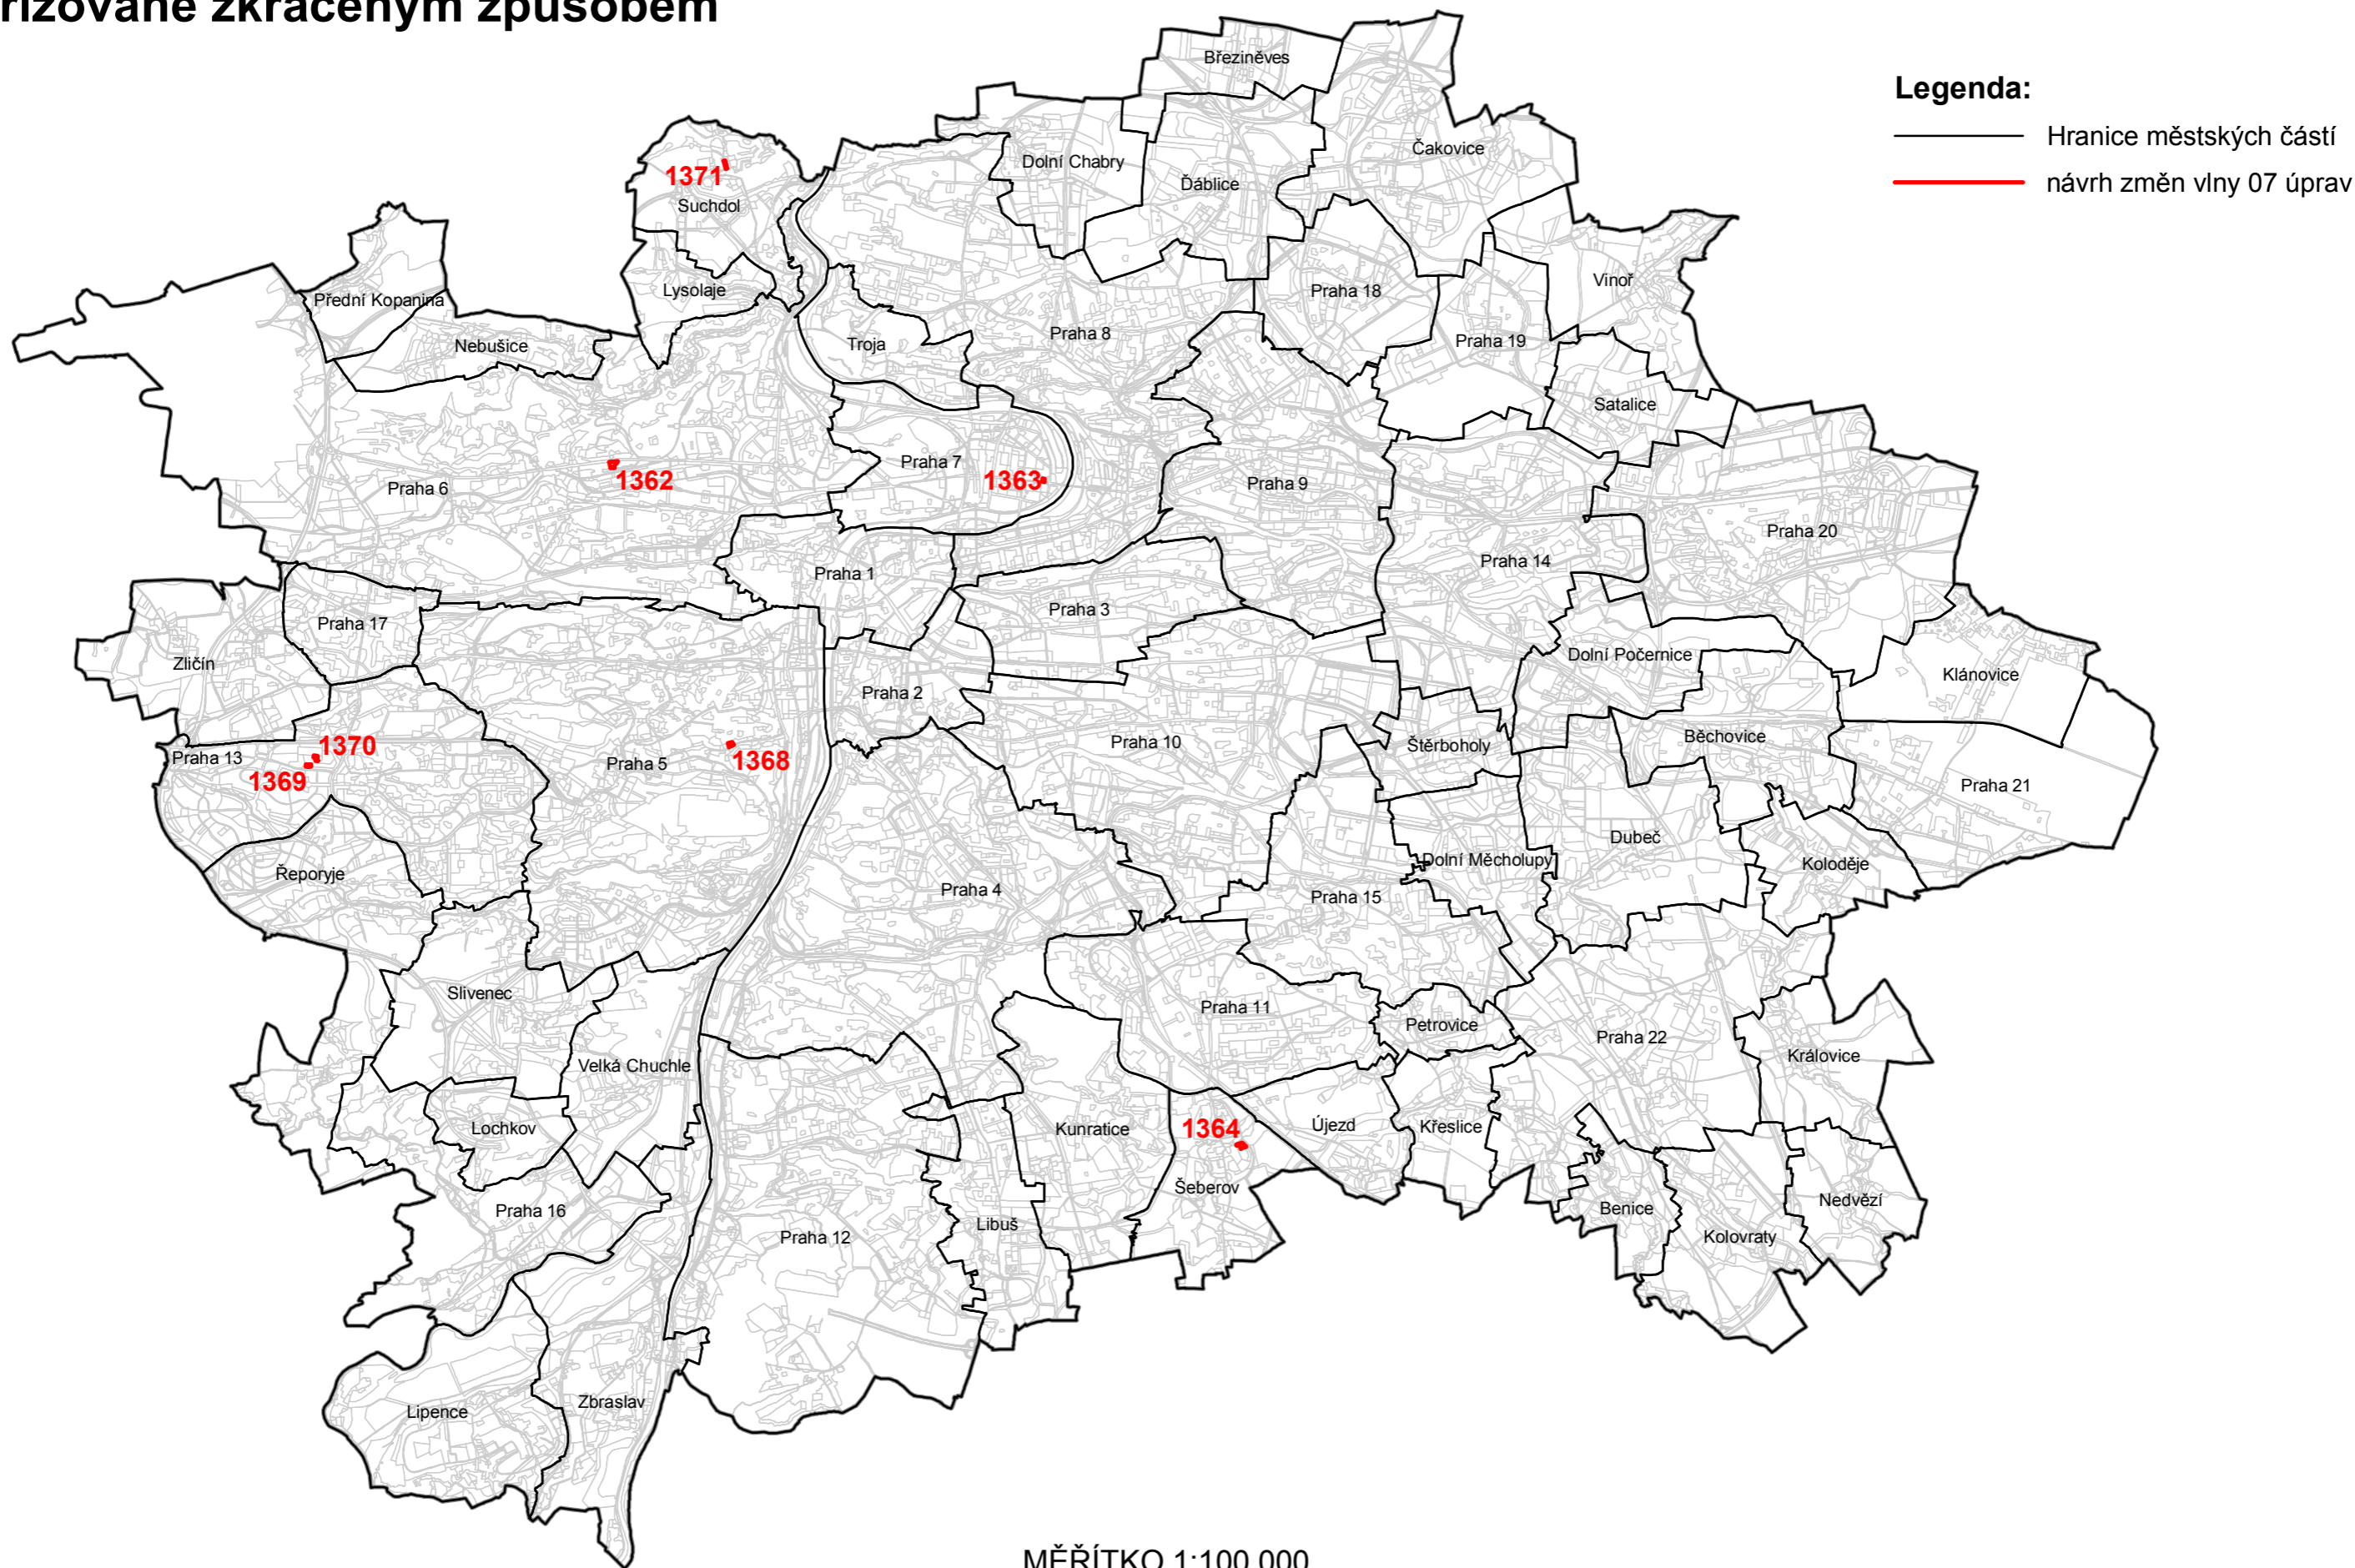 zkráceným způsobem
Březiněves
Legenda:
Hranice městských částí
Dolní Chabry
Čakovice
1371
Ďáblice
návrh změn vlny 07 úprav
Suchdol
Vinoř
Lysolaje
Praha 18
Přední Kopanina
Praha 8
Praha 19
Troja
Nebušice
Satalice
Praha 7
1362
1363
Praha 9
Praha 6
Praha 20
Praha 14
Praha 1
Praha 3
Praha 17
Dolní Počernice
Zličín
Klánovice
Praha 2
Běchovice
Praha 10
1370
Štěrboholy
Praha 13
1368
Praha 5
1369
Praha 21
Dubeč
Dolní Měcholupy
Koloděje
Řeporyje
Praha 4
Praha 15
Slivenec
Praha 11
Petrovice
Praha 22
Královice
Velká Chuchle
Lochkov
Kunratice
1364
Újezd
Křeslice
Šeberov
Nedvězí
Praha 16
Benice
Libuš
Praha 12
Kolovraty
Zbraslav
Lipence
MĚŘÍTKO 1:100 000